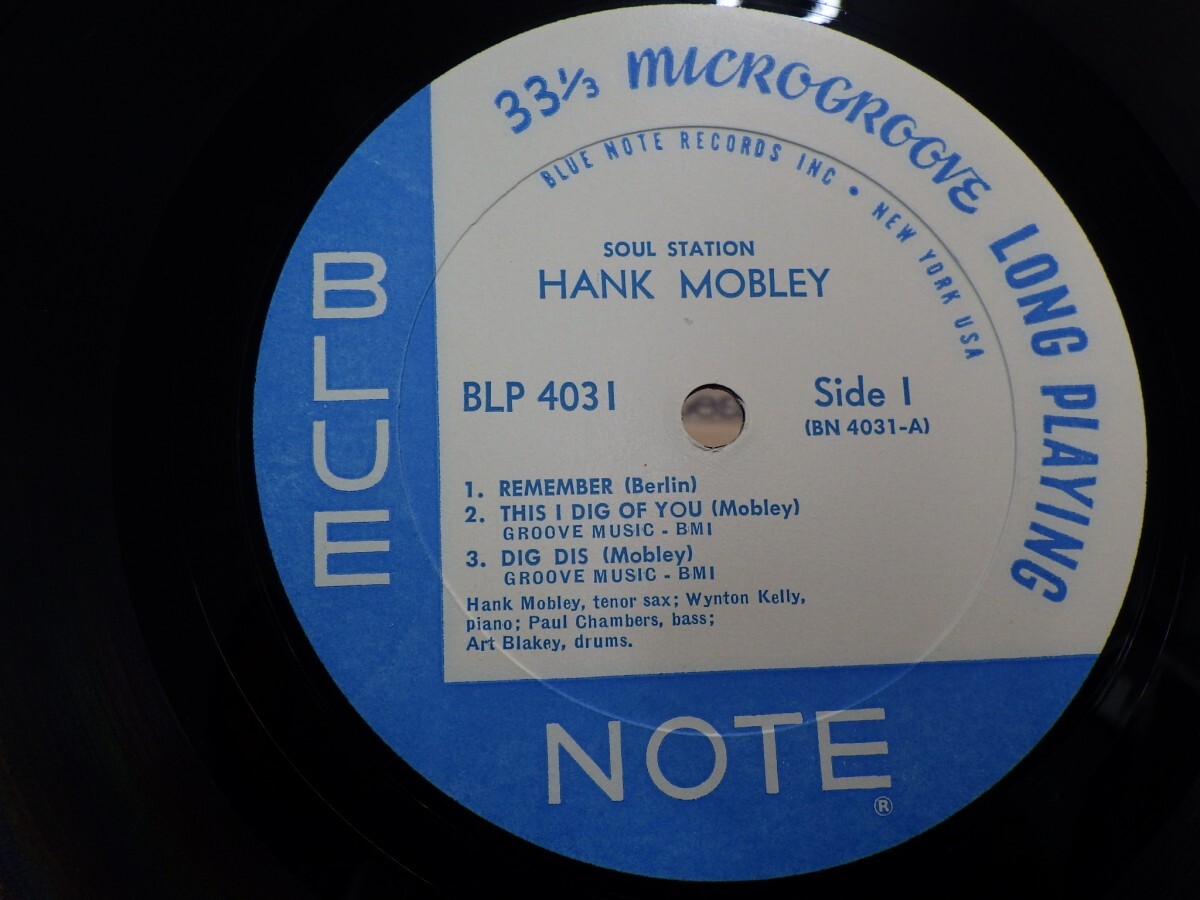 33⅓ MICROGROOVE LONG PLAYING
BLUE NOTE RECORDS INC • NEW YORK USA
SOUL STATION
HANK MOBLEY
BLP 4031
Side 1
(BN 4031-A)
1. REMEMBER (Berlin)
2. THIS I DIG OF YOU (Mobley)
GROOVE MUSIC - BMI
3. DIG DIS (Mobley)
GROOVE MUSIC - BMI
Hank Mobley, tenor sax; Wynton Kelly,
piano; Paul Chambers, bass;
Art Blakey, drums.
BLUE
NOTE
®